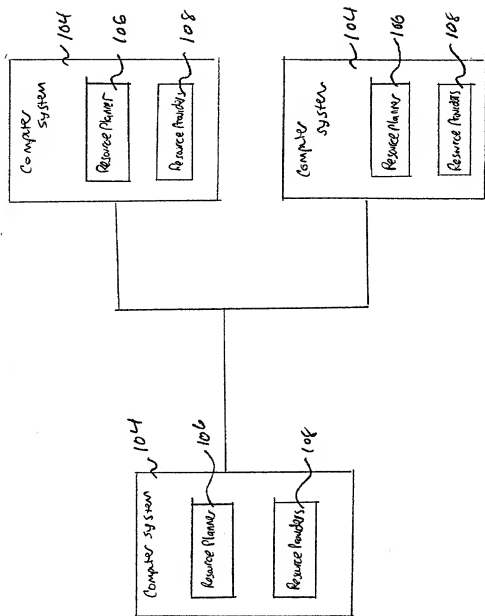 Computer
system
104
Resource Planner
106
Resource Providers
108
Computer
system
104
Resource Planner
106
Resource Providers
108
Computer system
104
Resource Planner
106
Resource Providers
108